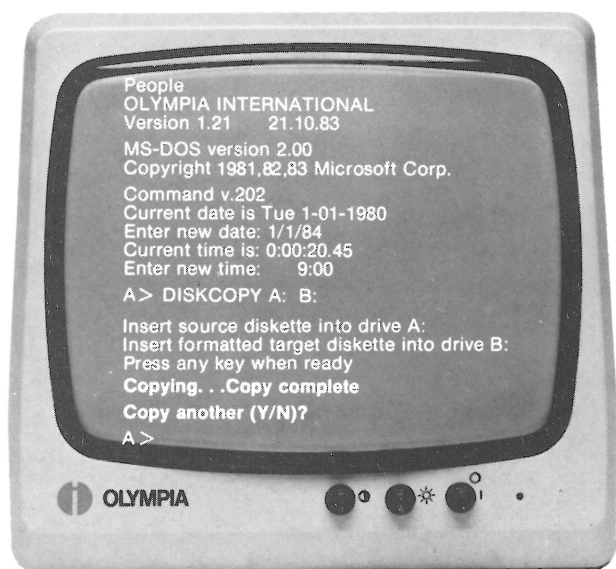 People
OLYMPIA INTERNATIONAL
Version 1.21 21.10.83
MS-DOS version 2.00
Copyright 1981,82,83 Microsoft Corp.
Command v.202
Current date is Tue 1-01-1980
Enter new date: 1/1/84
Current time is: 0:00:20.45
Enter new time: 9:00
A> DISKCOPY A: B:
Insert source diskette into drive A:
Insert formatted target diskette into drive B:
Press any key when ready
Copying. . .Copy complete
Copy another (Y/N)?
A>
OLYMPIA